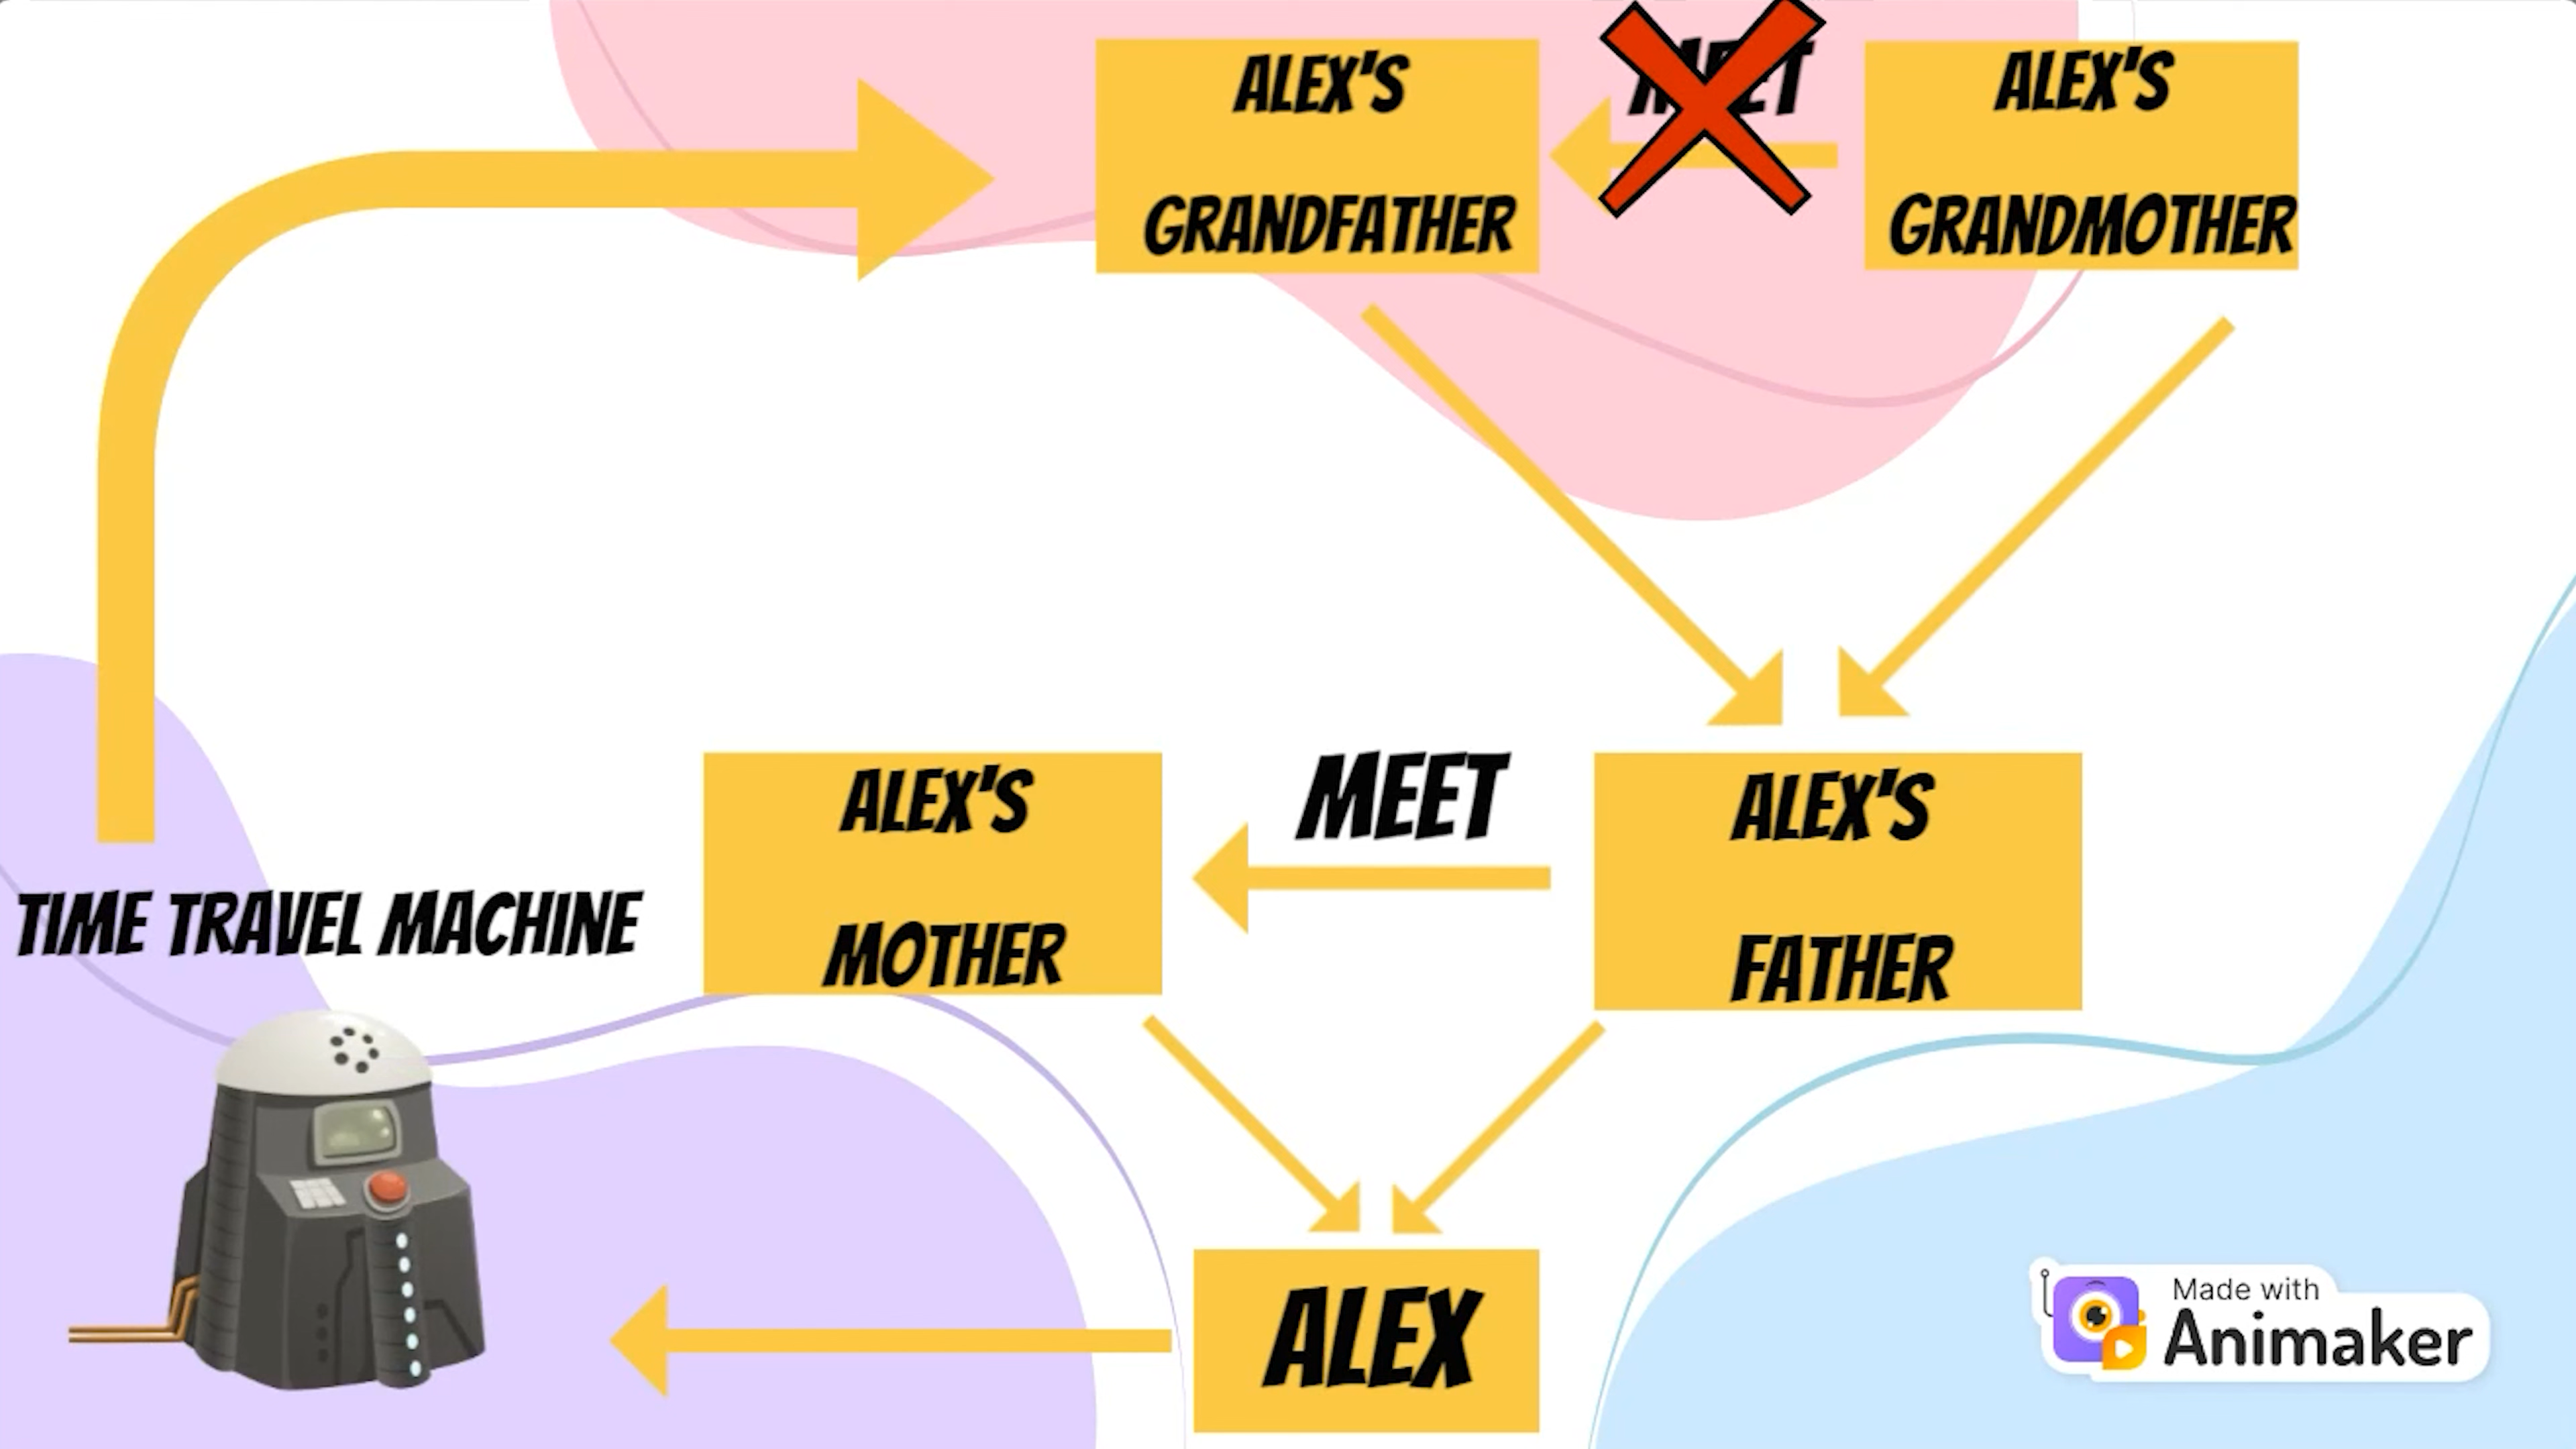 ALEX'S
GRANDFATHER
MEET
ALEX'S
GRANDMOTHER
ALEX'S
MOTHER
MEET
ALEX'S
FATHER
TIME TRAVEL MACHINE
ALEX
Made with
Animaker